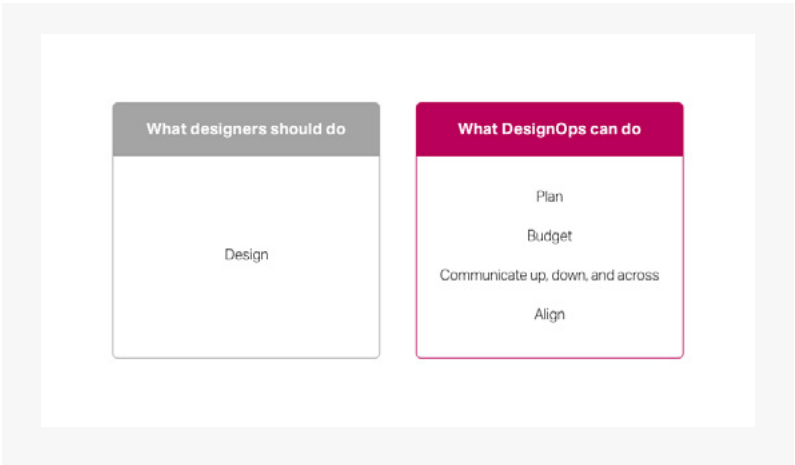 What designers should do
Design
What DesignOps can do
Plan
Budget
Communicate up, down, and across
Align